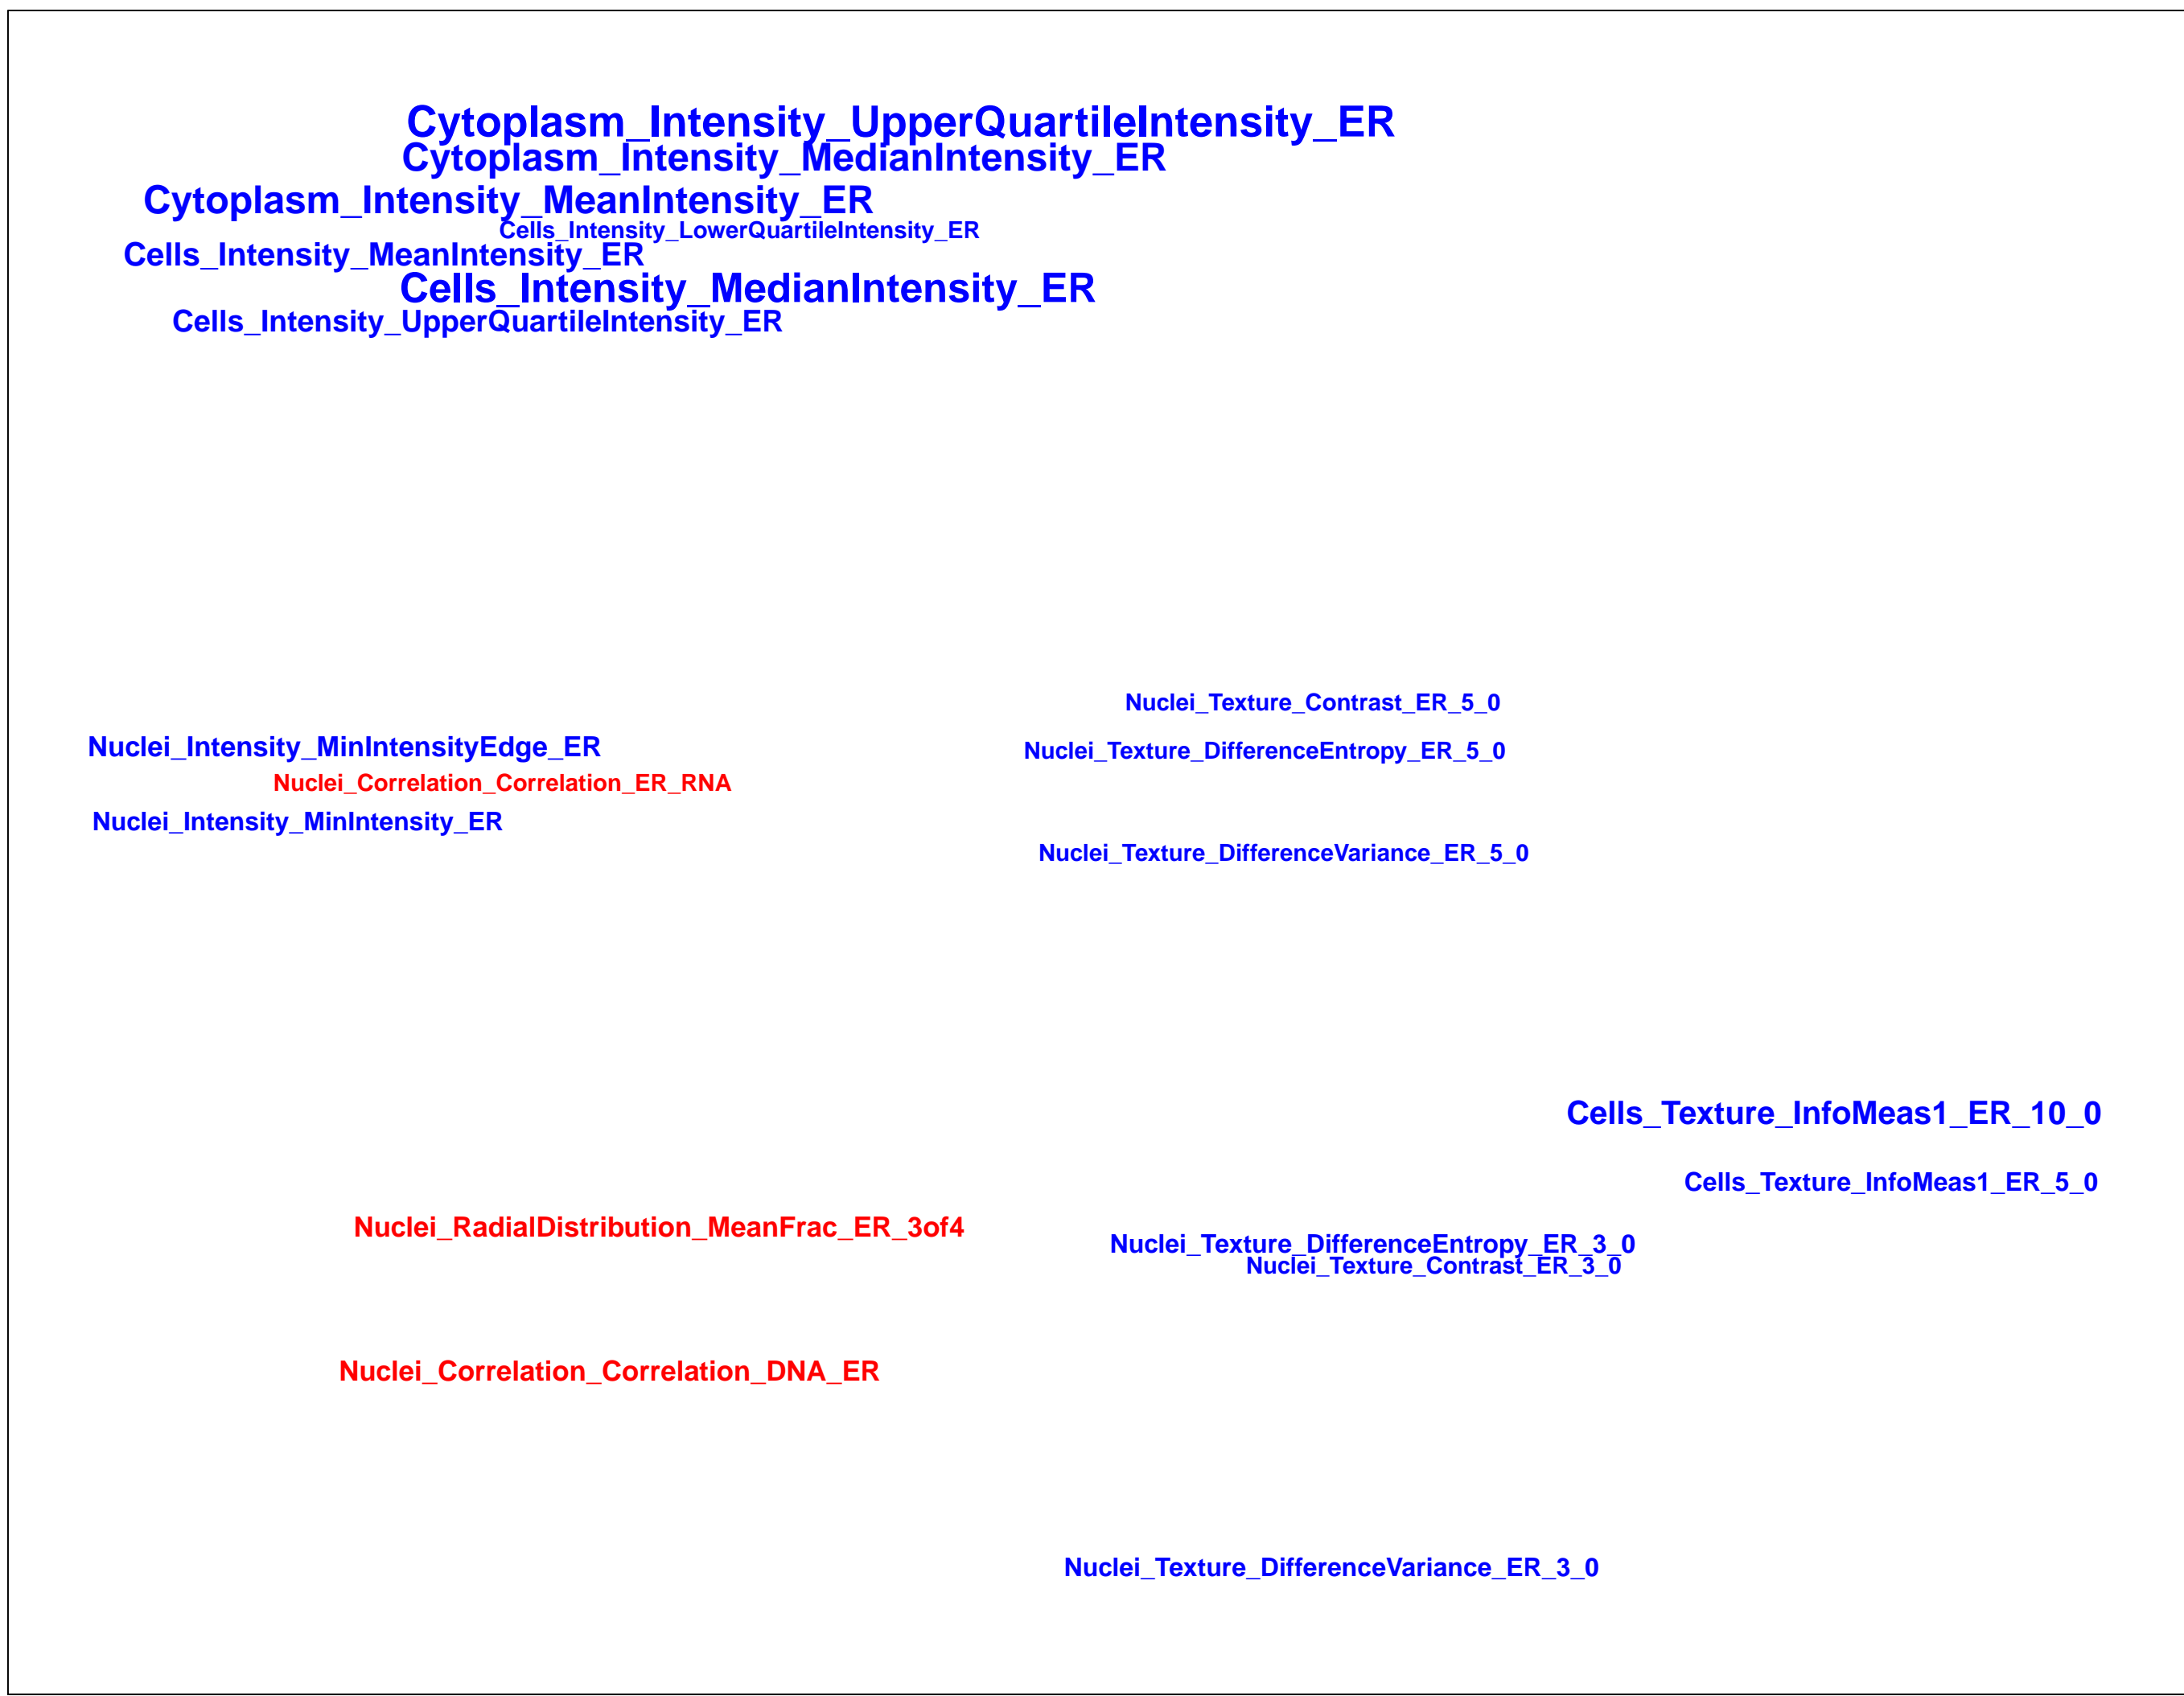 Cytoplasm_Intensity_UpperQuartileIntensity_ER
Cytoplasm_Intensity_MedianIntensity_ER
Cytoplasm_Intensity_MeanIntensity_ER
Cells_Intensity_LowerQuartileIntensity_ER
Cells_Intensity_MeanIntensity_ER
Cells_Intensity_MedianIntensity_ER
Cells_Intensity_UpperQuartileIntensity_ER
Nuclei_Texture_Contrast_ER_5_0
Nuclei_Intensity_MinIntensityEdge_ER
Nuclei_Texture_DifferenceEntropy_ER_5_0
Nuclei_Correlation_Correlation_ER_RNA
Nuclei_Intensity_MinIntensity_ER
Nuclei_Texture_DifferenceVariance_ER_5_0
Cells_Texture_InfoMeas1_ER_10_0
Cells_Texture_InfoMeas1_ER_5_0
Nuclei_RadialDistribution_MeanFrac_ER_3of4
Nuclei_Texture_DifferenceEntropy_ER_3_0
Nuclei_Texture_Contrast_ER_3_0
Nuclei_Correlation_Correlation_DNA_ER
Nuclei_Texture_DifferenceVariance_ER_3_0